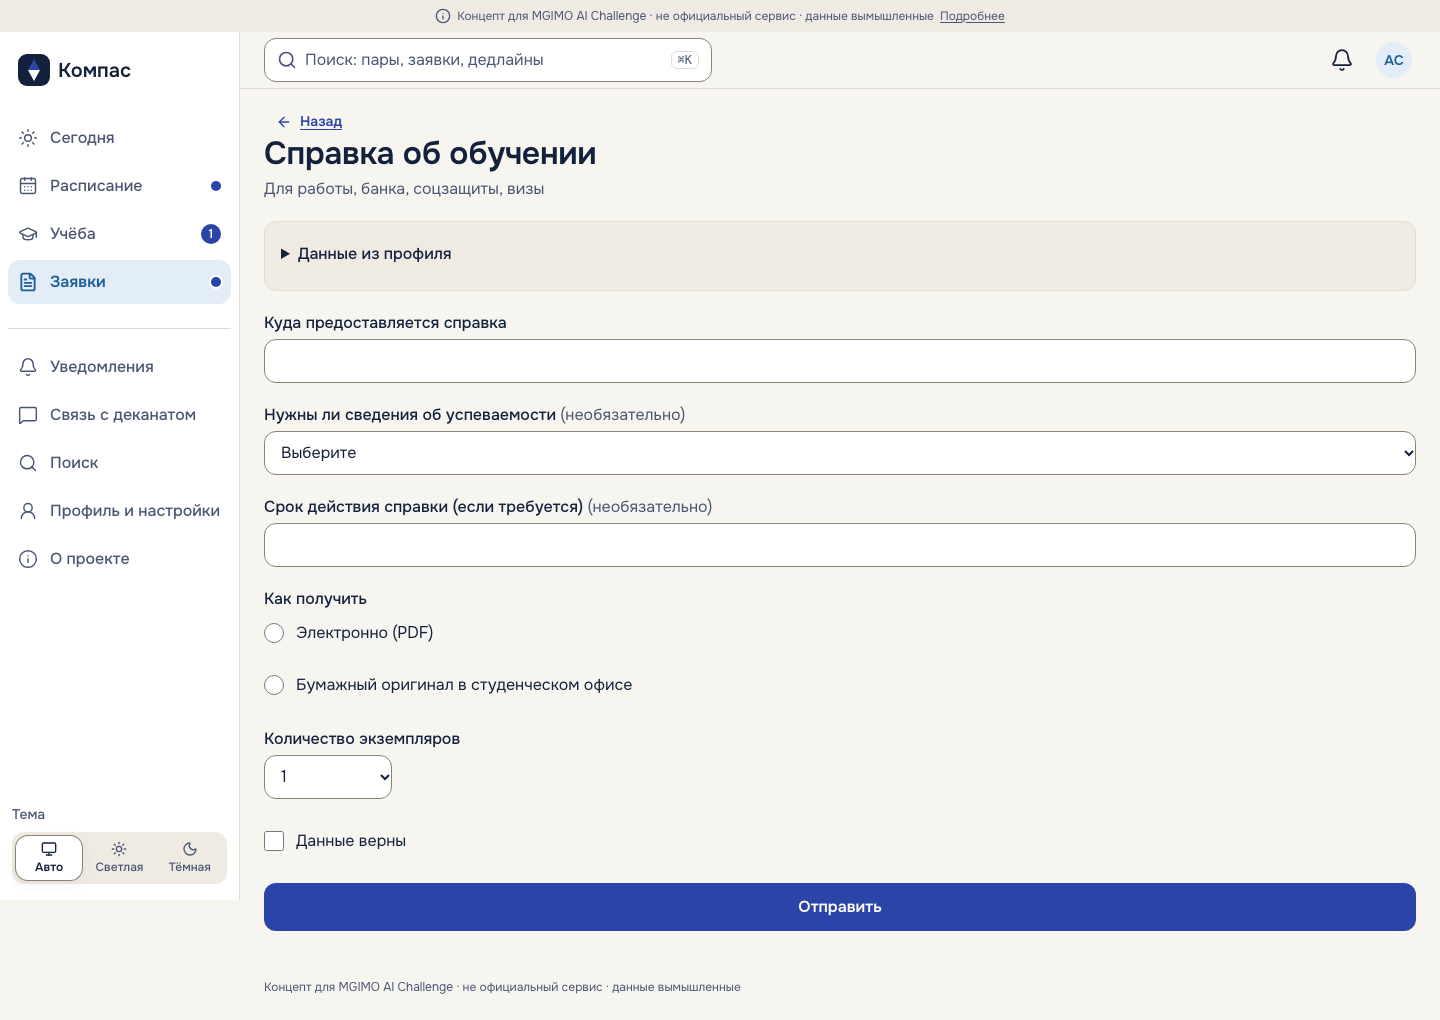 Концепт для MGIMO AI Challenge · не официальный сервис · данные вымышленные Подробнее
Компас
Поиск: пары, заявки, дедлайны
⌘K
АС
Сегодня
Расписание
Учёба
1
Заявки
Уведомления
Связь с деканатом
Поиск
Профиль и настройки
О проекте
Тема
Авто
Светлая
Тёмная
Назад
Справка об обучении
Для работы, банка, соцзащиты, визы
Данные из профиля
Куда предоставляется справка
Нужны ли сведения об успеваемости (необязательно)
Выберите
Срок действия справки (если требуется) (необязательно)
Как получить
Электронно (PDF)
Бумажный оригинал в студенческом офисе
Количество экземпляров
1
Данные верны
Отправить
Концепт для MGIMO AI Challenge · не официальный сервис · данные вымышленные